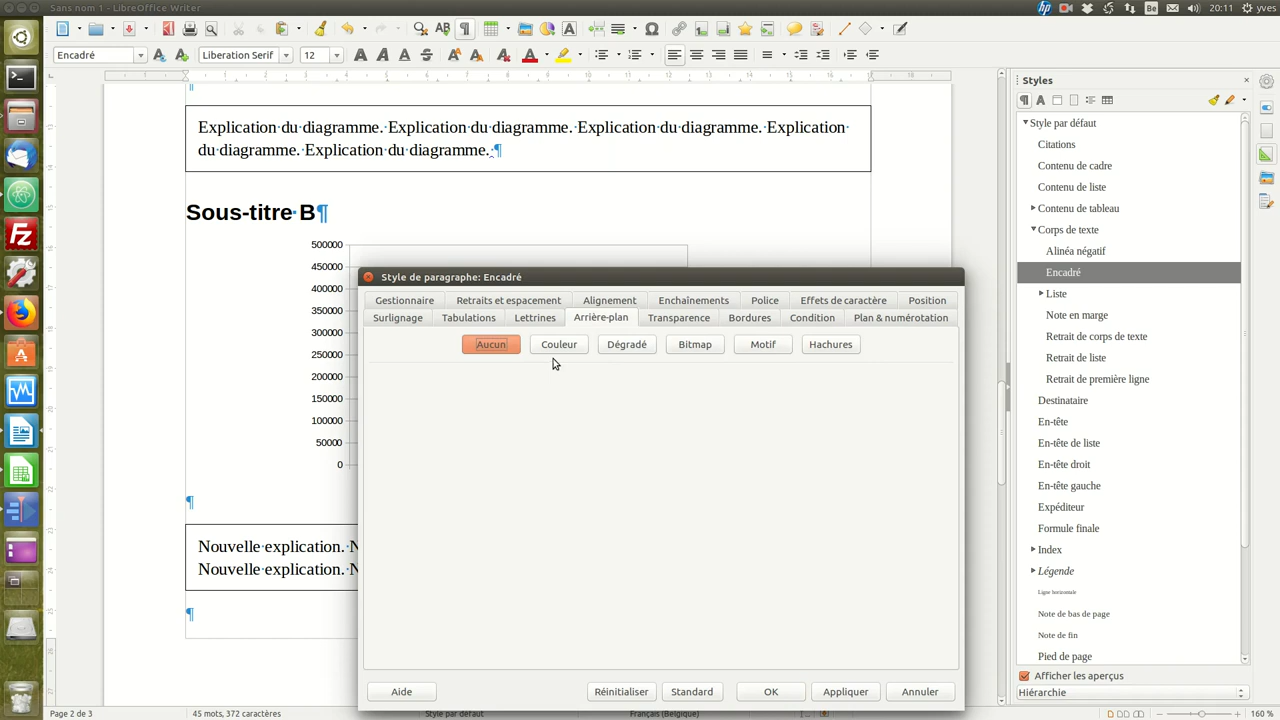 Sans nom 1 - LibreOffice Writer
Be
20:11
yves
Encadré
Liberation Serif
12
Explication du diagramme. Explication du diagramme. Explication du diagramme. Explication
du diagramme. Explication du diagramme. ¶
Sous-titre B¶
500000
450000
400000
350000
300000
250000
200000
150000
100000
50000
0
¶
Nouvelle explication. N
Nouvelle explication. N
¶
Style de paragraphe: Encadré
Gestionnaire
Retraits et espacement
Alignement
Enchaînements
Police
Effets de caractère
Position
Surlignage
Tabulations
Lettrines
Arrière-plan
Transparence
Bordures
Condition
Plan & numérotation
Aucun
Couleur
Dégradé
Bitmap
Motif
Hachures
Aide
Réinitialiser
Standard
OK
Appliquer
Annuler
Styles
Style par défaut
Citations
Contenu de cadre
Contenu de liste
Contenu de tableau
Corps de texte
Alinéa négatif
Encadré
Liste
Note en marge
Retrait de corps de texte
Retrait de liste
Retrait de première ligne
Destinataire
En-tête
En-tête de liste
En-tête droit
En-tête gauche
Expéditeur
Formule finale
Index
Légende
Ligne horizontale
Note de bas de page
Note de fin
Pied de page
Afficher les aperçus
Hiérarchie
Page 2 de 3
45 mots, 372 caractères
Style par défaut
Français (Belgique)
160 %